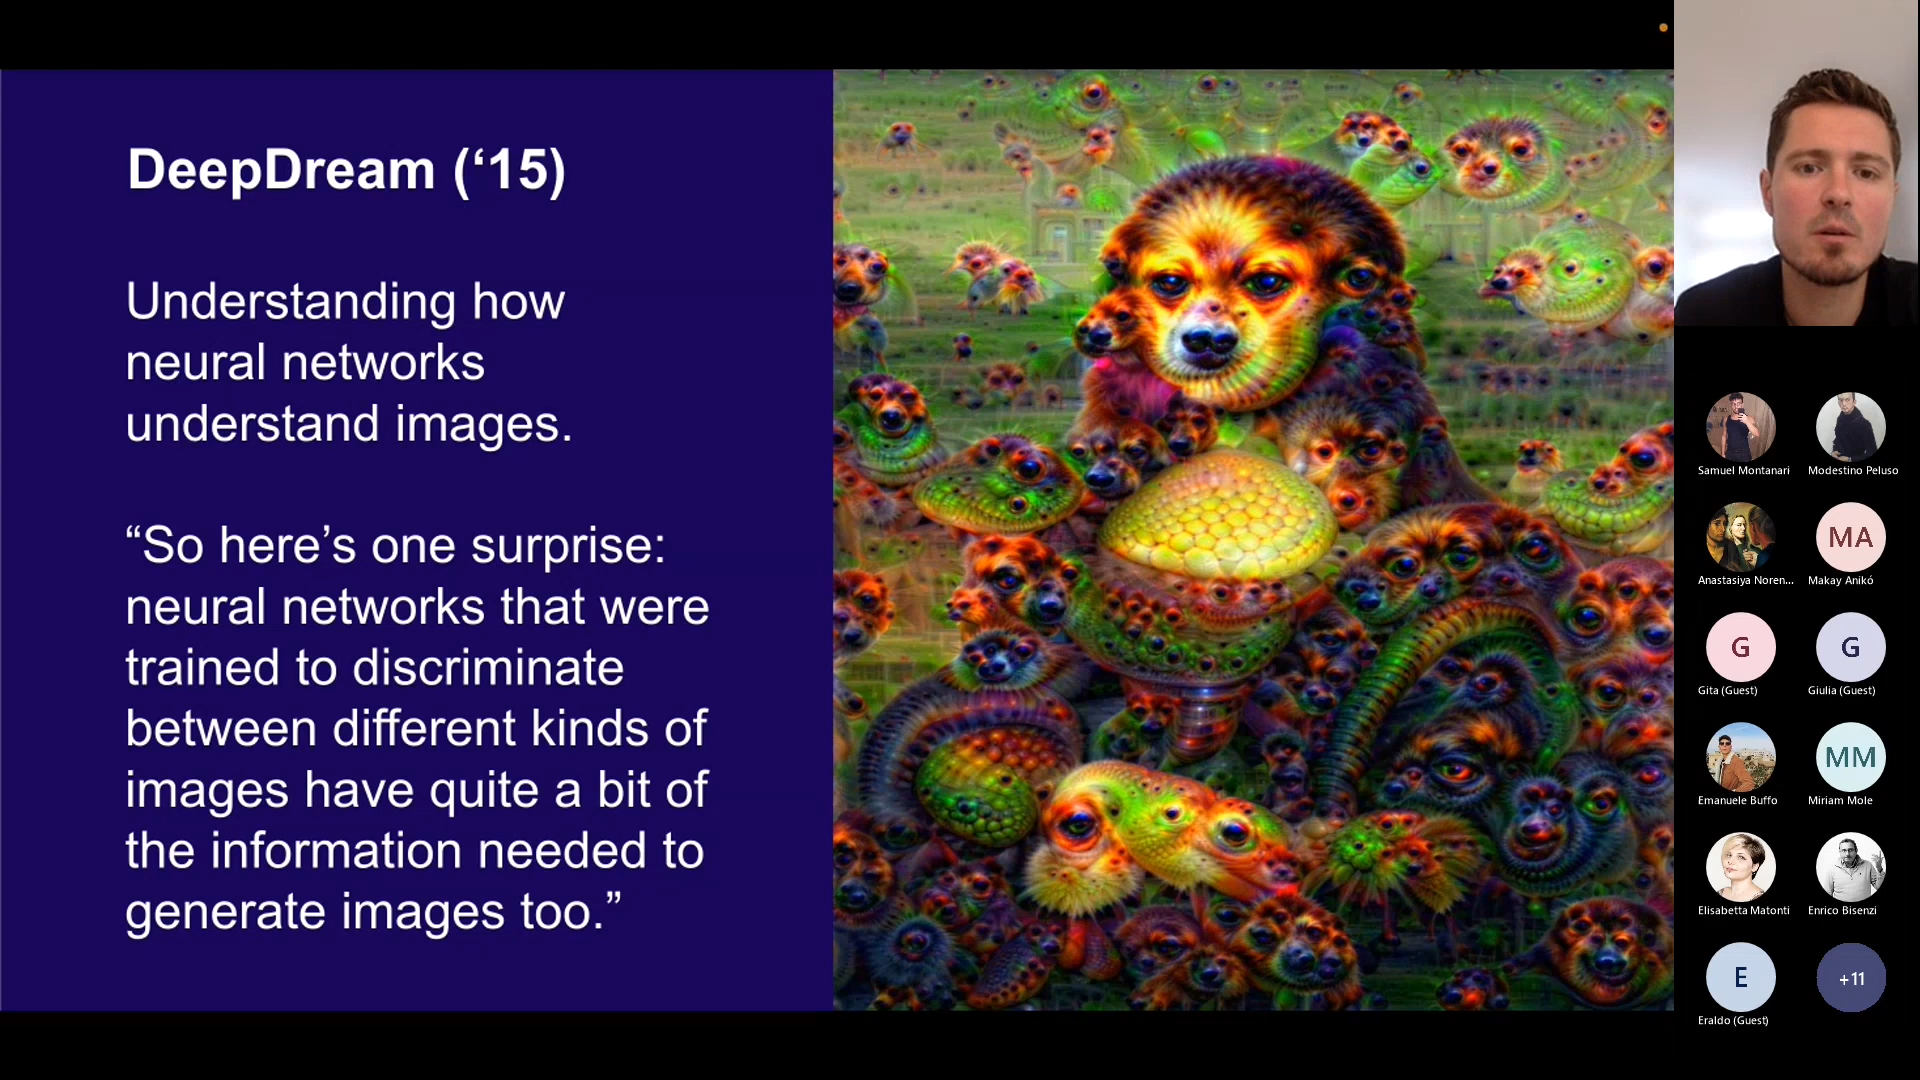 DeepDream (‘15)
Understanding how
neural networks
understand images.
“So here’s one surprise:
neural networks that were
trained to discriminate
between different kinds of
images have quite a bit of
the information needed to
generate images too.”
Samuel Montanari
Modestino Peluso
Anastasiya Noren...
MA
Makay Anikó
G
Gita (Guest)
G
Giulia (Guest)
Emanuele Buffo
MM
Miriam Mole
Elisabetta Matonti
Enrico Bisenzi
E
Eraldo (Guest)
+11